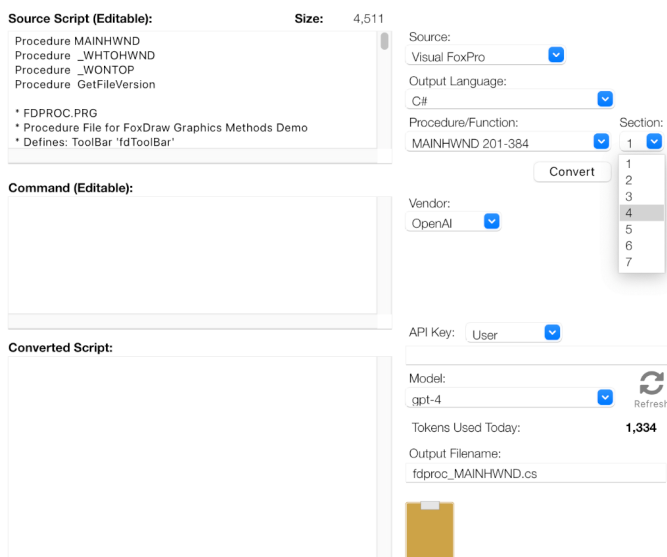 Source Script (Editable): Size: 4,511
Procedure MAINHWND
Procedure _WHTOHWND
Procedure _WONTOP
Procedure GetFileVersion
* FDPROC.PRG
* Procedure File for FoxDraw Graphics Methods Demo
* Defines: ToolBar 'fdToolBar'
Source:
Visual FoxPro
Output Language:
C#
Procedure/Function: Section:
MAINHWND 201-384 1
1
2
3
4
5
6
7
Convert
Command (Editable):
Vendor:
OpenAI
API Key: User
Converted Script:
Model:
gpt-4
Refresh
Tokens Used Today: 1,334
Output Filename:
fdproc_MAINHWND.cs